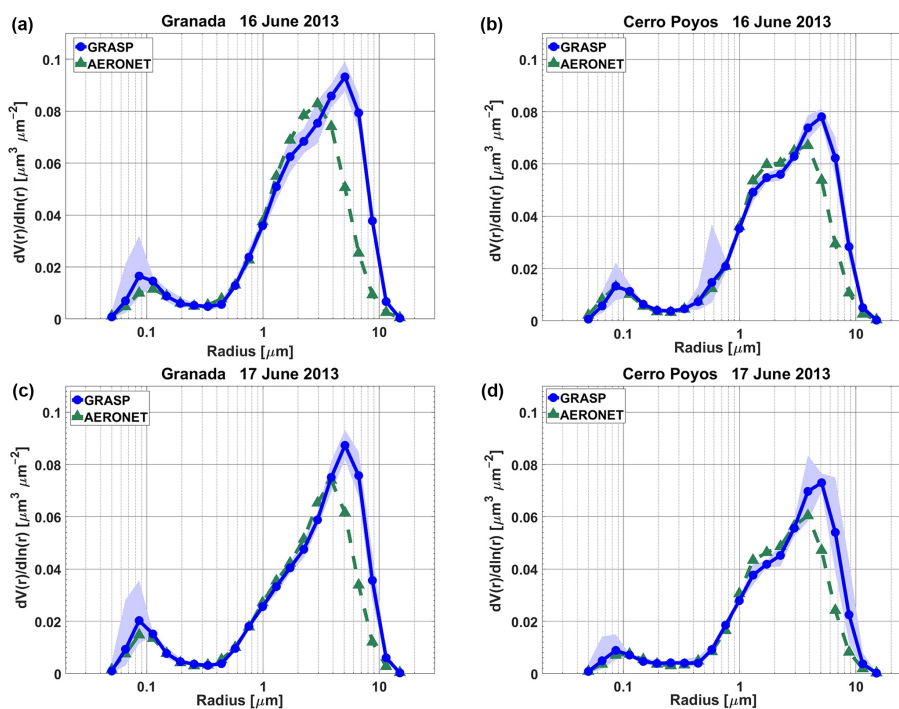 (a)
Granada 16 June 2013
GRASP
AERONET
dV(r)/dln(r) [μm³ μm⁻²]
0.1
0.08
0.06
0.04
0.02
0
0.1
1
10
Radius [μm]
(b)
Cerro Poyos 16 June 2013
GRASP
AERONET
dV(r)/dln(r) [μm³ μm⁻²]
0.1
0.08
0.06
0.04
0.02
0
0.1
1
10
Radius [μm]
(c)
Granada 17 June 2013
GRASP
AERONET
dV(r)/dln(r) [μm³ μm⁻²]
0.1
0.08
0.06
0.04
0.02
0
0.1
1
10
Radius [μm]
(d)
Cerro Poyos 17 June 2013
GRASP
AERONET
dV(r)/dln(r) [μm³ μm⁻²]
0.1
0.08
0.06
0.04
0.02
0
0.1
1
10
Radius [μm]